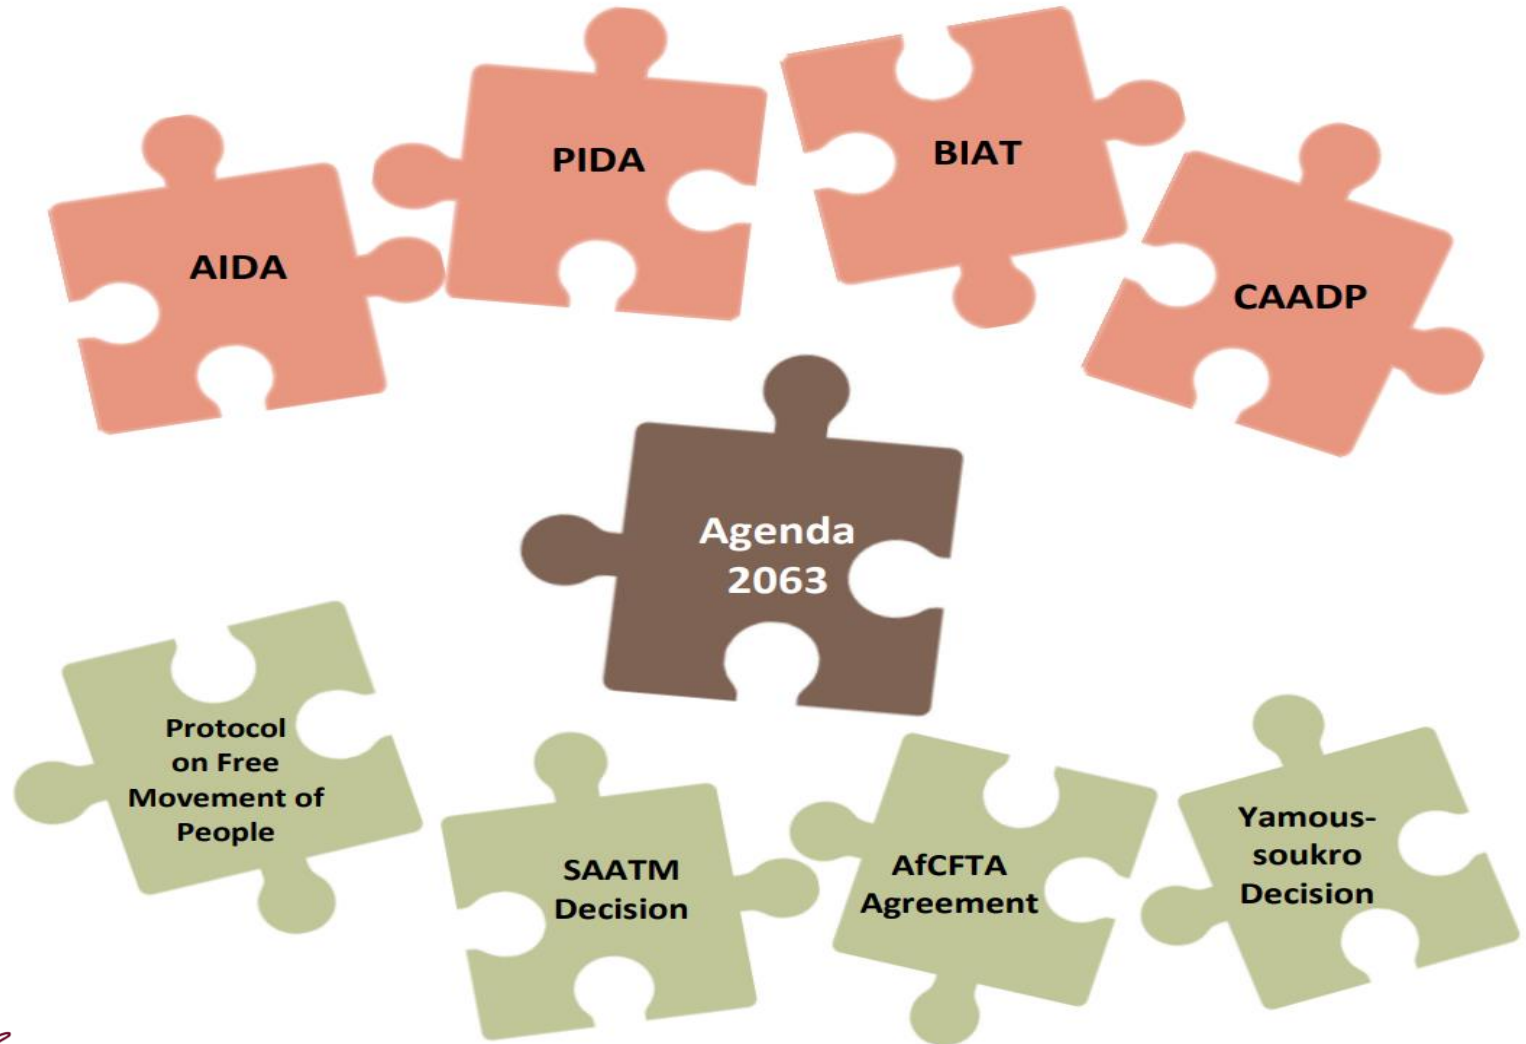 AIDA
PIDA
BIAT
CAADP
Agenda
2063
Protocol
on Free
Movement of
People
SAATM
Decision
AfCFTA
Agreement
Yamous-
soukro
Decision